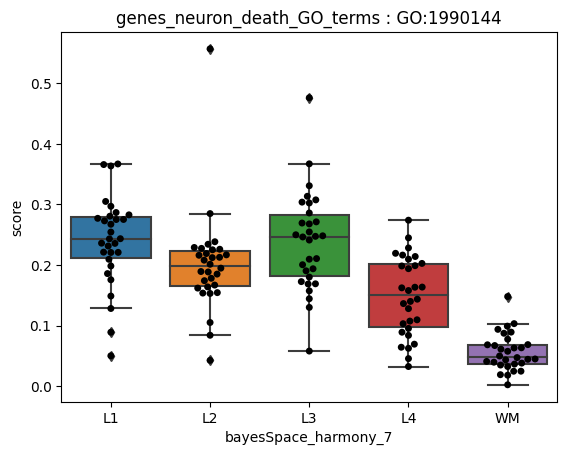 genes_neuron_death_GO_terms : GO:1990144
score
0.5
0.4
0.3
0.2
0.1
0.0
L1 L2 L3 L4 WM
bayesSpace_harmony_7